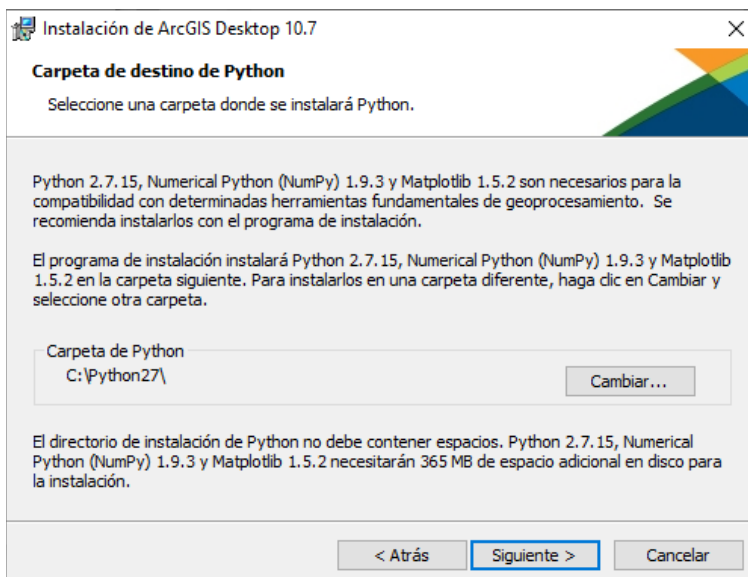 Instalación de ArcGIS Desktop 10.7
Carpeta de destino de Python
Seleccione una carpeta donde se instalará Python.
Python 2.7.15, Numerical Python (NumPy) 1.9.3 y Matplotlib 1.5.2 son necesarios para la
compatibilidad con determinadas herramientas fundamentales de geoprocesamiento.  Se
recomienda instalarlos con el programa de instalación.
El programa de instalación instalará Python 2.7.15, Numerical Python (NumPy) 1.9.3 y Matplotlib
1.5.2 en la carpeta siguiente. Para instalarlos en una carpeta diferente, haga clic en Cambiar y
seleccione otra carpeta.
Carpeta de Python
C:\Python27\
Cambiar...
El directorio de instalación de Python no debe contener espacios. Python 2.7.15, Numerical
Python (NumPy) 1.9.3 y Matplotlib 1.5.2 necesitarán 365 MB de espacio adicional en disco para
la instalación.
< Atrás
Siguiente >
Cancelar